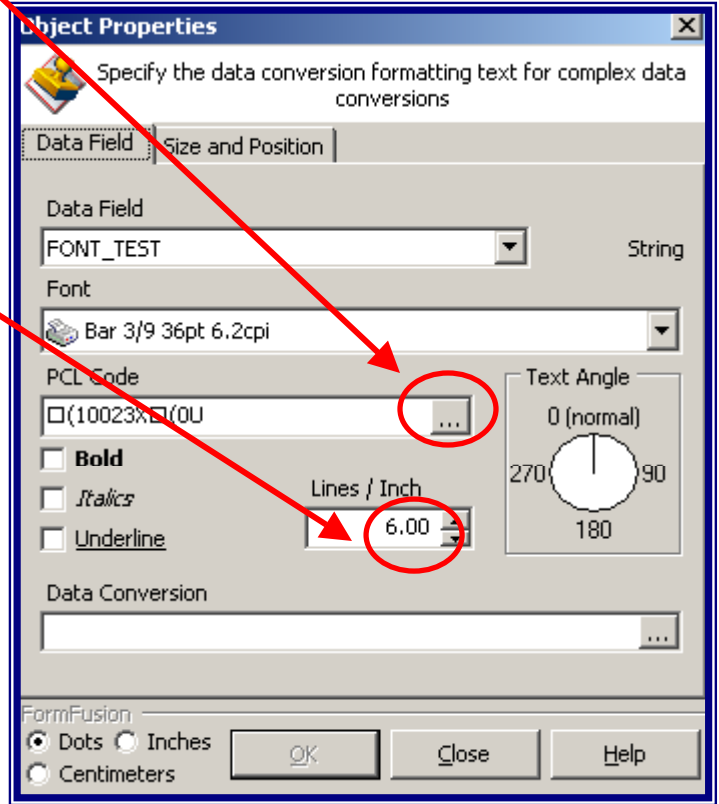 Object Properties
Specify the data conversion formatting text for complex data
conversions
Data Field
Size and Position
Data Field
FONT_TEST
String
Font
Bar 3/9 36pt 6.2cpi
PCL Code
□(10023X□(0U
...
Text Angle
0 (normal)
270
90
180
Bold
Italics
Underline
Lines / Inch
6.00
Data Conversion
...
FormFusion
Dots
Inches
Centimeters
OK
Close
Help